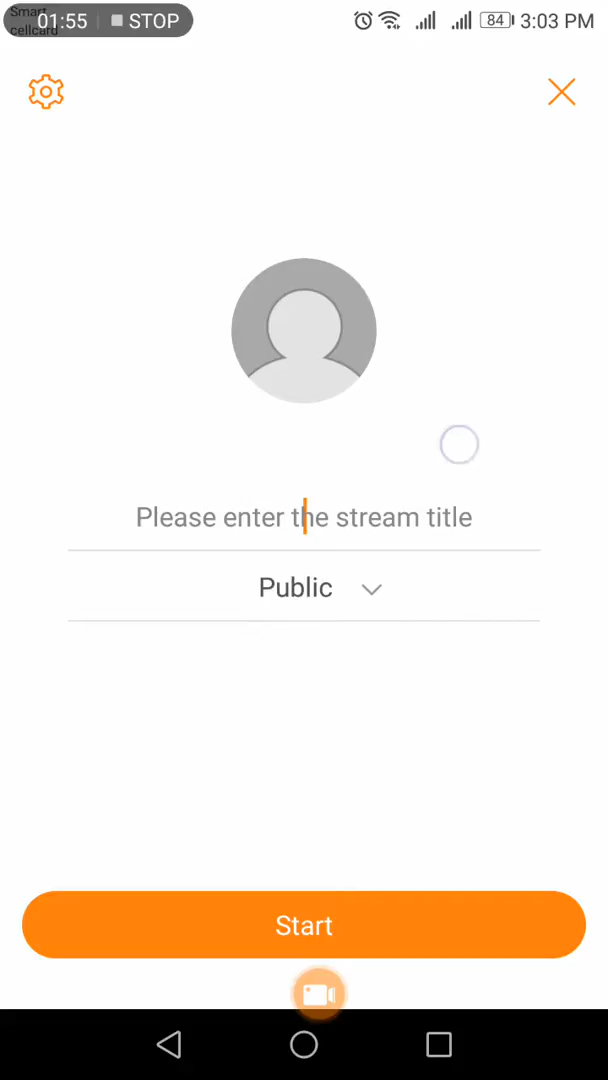 Smart
01:55 STOP 84 3:03 PM
cellcard
Please enter the stream title
Public
Start